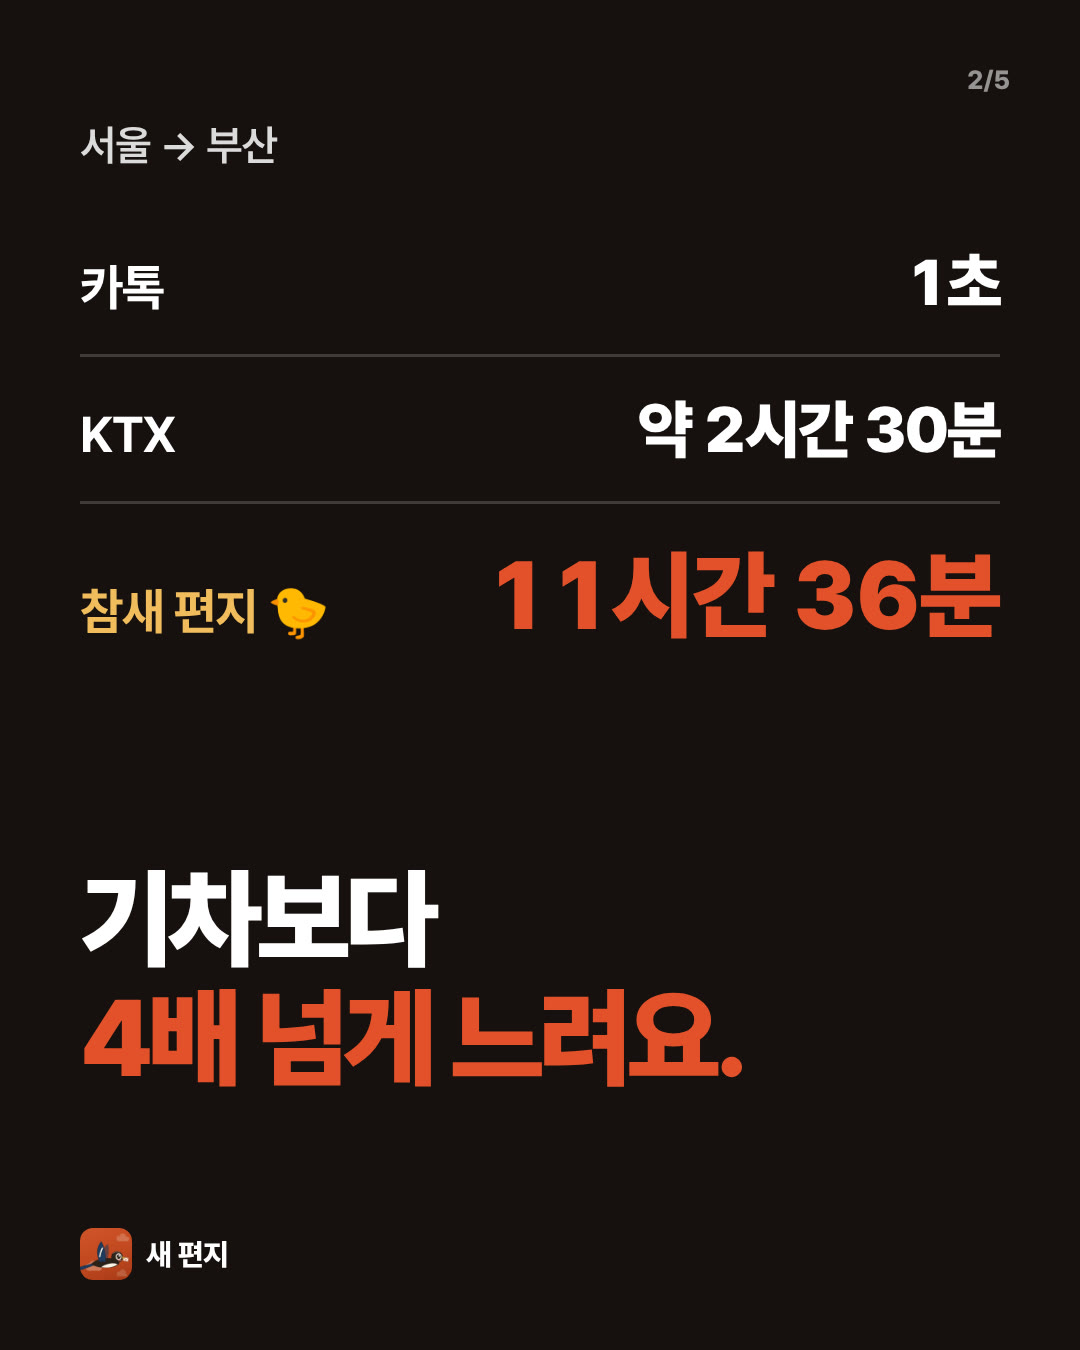 2/5
서울 → 부산
카톡 1초
KTX 약 2시간 30분
참새 편지 🐤 11시간 36분
기차보다
4배 넘게 느려요.
새 편지